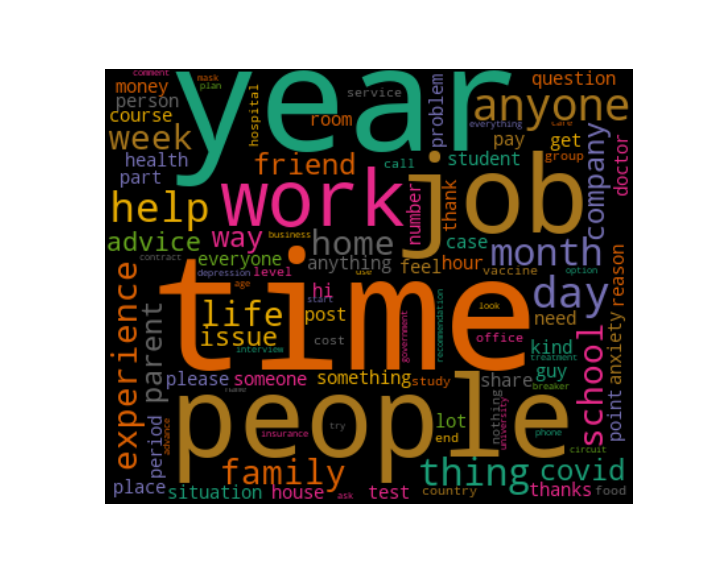 comment
mask
money
plan
year
service
question
person
course
hospital
room
problem
anyone
everything
care
week
pay
get
health
friend
call
student
group
doctor
part
job
company
help
work
number
thank
advice
way
business
home
case
month
everyone
anything
feel
hour
vaccine
option
reason
contract
depression
level
use
experience
parent
age
time
hi
start
life
post
government
recommendation
look
day
need
anxiety
issue
cost
office
interview
kind
treatment
school
please
someone
something
study
share
guy
breaker
point
people
nothing
university
period
advance
insurance
try
lot
end
phone
circuit
family
thing
covid
place
situation
house
ask
test
country
thanks
food